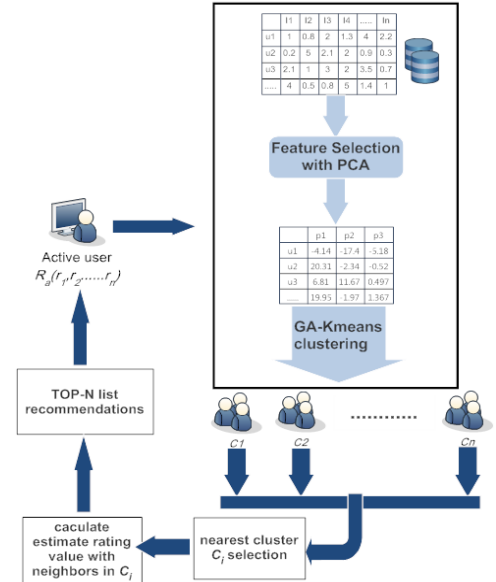 I1 I2 I3 I4 ..... In
u1 1 0.8 2 1.3 4 2.2
u2 0.2 5 2.1 2 0.9 0.3
u3 2.1 1 3 2 3.5 0.7
..... 4 0.5 0.8 5 1.4 1
Feature Selection
with PCA
p1 p2 p3
u1 -4.14 -17.4 -5.18
u2 20.31 -2.34 -0.52
u3 6.81 11.67 0.497
..... 19.95 -1.97 1.367
GA-Kmeans
clustering
Active user
Ra(r1,r2......rn)
TOP-N list
recommendations
C1 C2 ............ Cn
caculate
estimate rating
value with
neighbors in Ci
nearest cluster
Ci selection